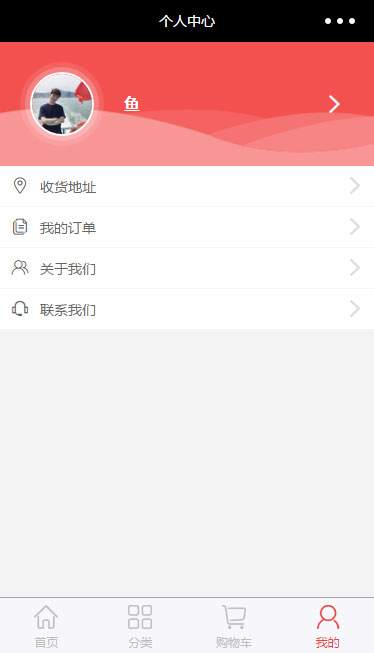 个人中心
鱼
收货地址
我的订单
关于我们
联系我们
首页 分类 购物车 我的